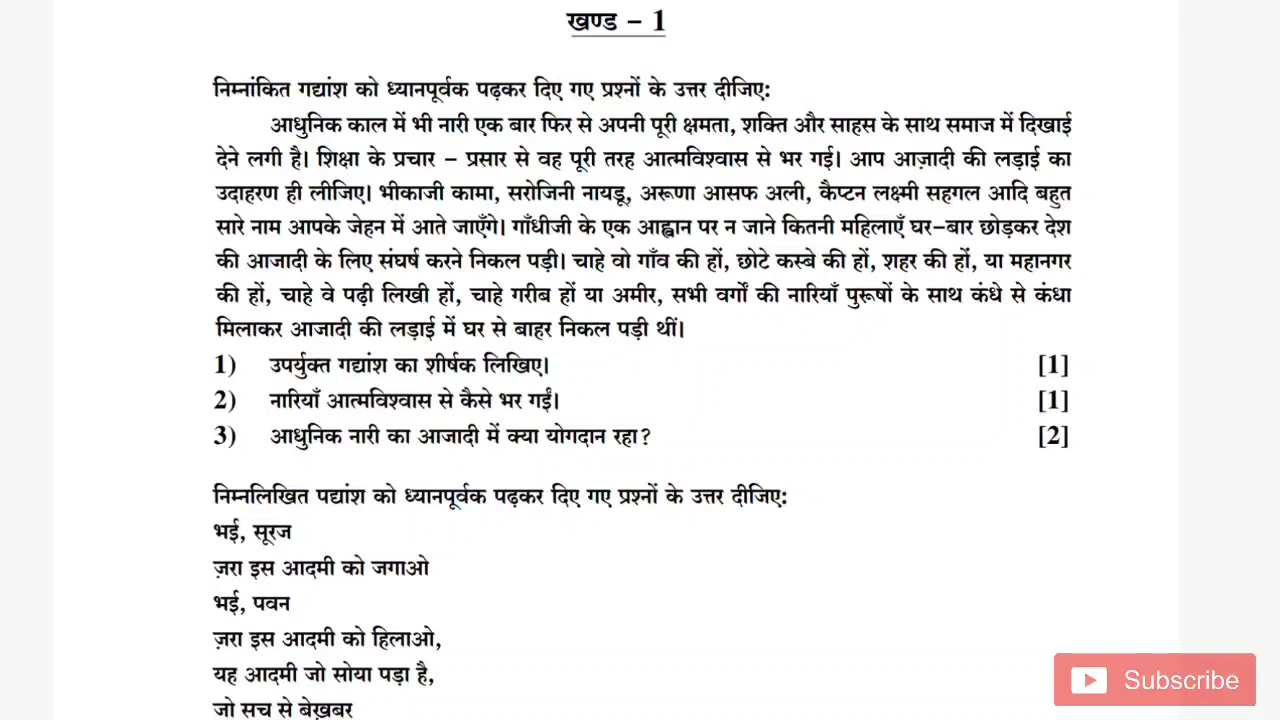 खण्ड – 1
निम्नांकित गद्यांश को ध्यानपूर्वक पढ़कर दिए गए प्रश्नों के उत्तर दीजिए:
आधुनिक काल में भी नारी एक बार फिर से अपनी पूरी क्षमता, शक्ति और साहस के साथ समाज में दिखाई
देने लगी है। शिक्षा के प्रचार – प्रसार से वह पूरी तरह आत्मविश्वास से भर गई। आप आज़ादी की लड़ाई का
उदाहरण ही लीजिए। भीकाजी कामा, सरोजिनी नायडू, अरूणा आसफ अली, कैप्टन लक्ष्मी सहगल आदि बहुत
सारे नाम आपके जेहन में आते जाएँगे। गाँधीजी के एक आह्वान पर न जाने कितनी महिलाएँ घर–बार छोड़कर देश
की आजादी के लिए संघर्ष करने निकल पड़ी। चाहे वो गाँव की हों, छोटे कस्बे की हों, शहर की हों, या महानगर
की हों, चाहे वे पढ़ी लिखी हों, चाहे गरीब हों या अमीर, सभी वर्गों की नारियाँ पुरूषों के साथ कंधे से कंधा
मिलाकर आजादी की लड़ाई में घर से बाहर निकल पड़ी थीं।
1) उपर्युक्त गद्यांश का शीर्षक लिखिए। [1]
2) नारियाँ आत्मविश्वास से कैसे भर गईं। [1]
3) आधुनिक नारी का आजादी में क्या योगदान रहा? [2]
निम्नलिखित पद्यांश को ध्यानपूर्वक पढ़कर दिए गए प्रश्नों के उत्तर दीजिए:
भई, सूरज
ज़रा इस आदमी को जगाओ
भई, पवन
ज़रा इस आदमी को हिलाओ,
यह आदमी जो सोया पड़ा है,
जो सच से बेख़बर
Subscribe